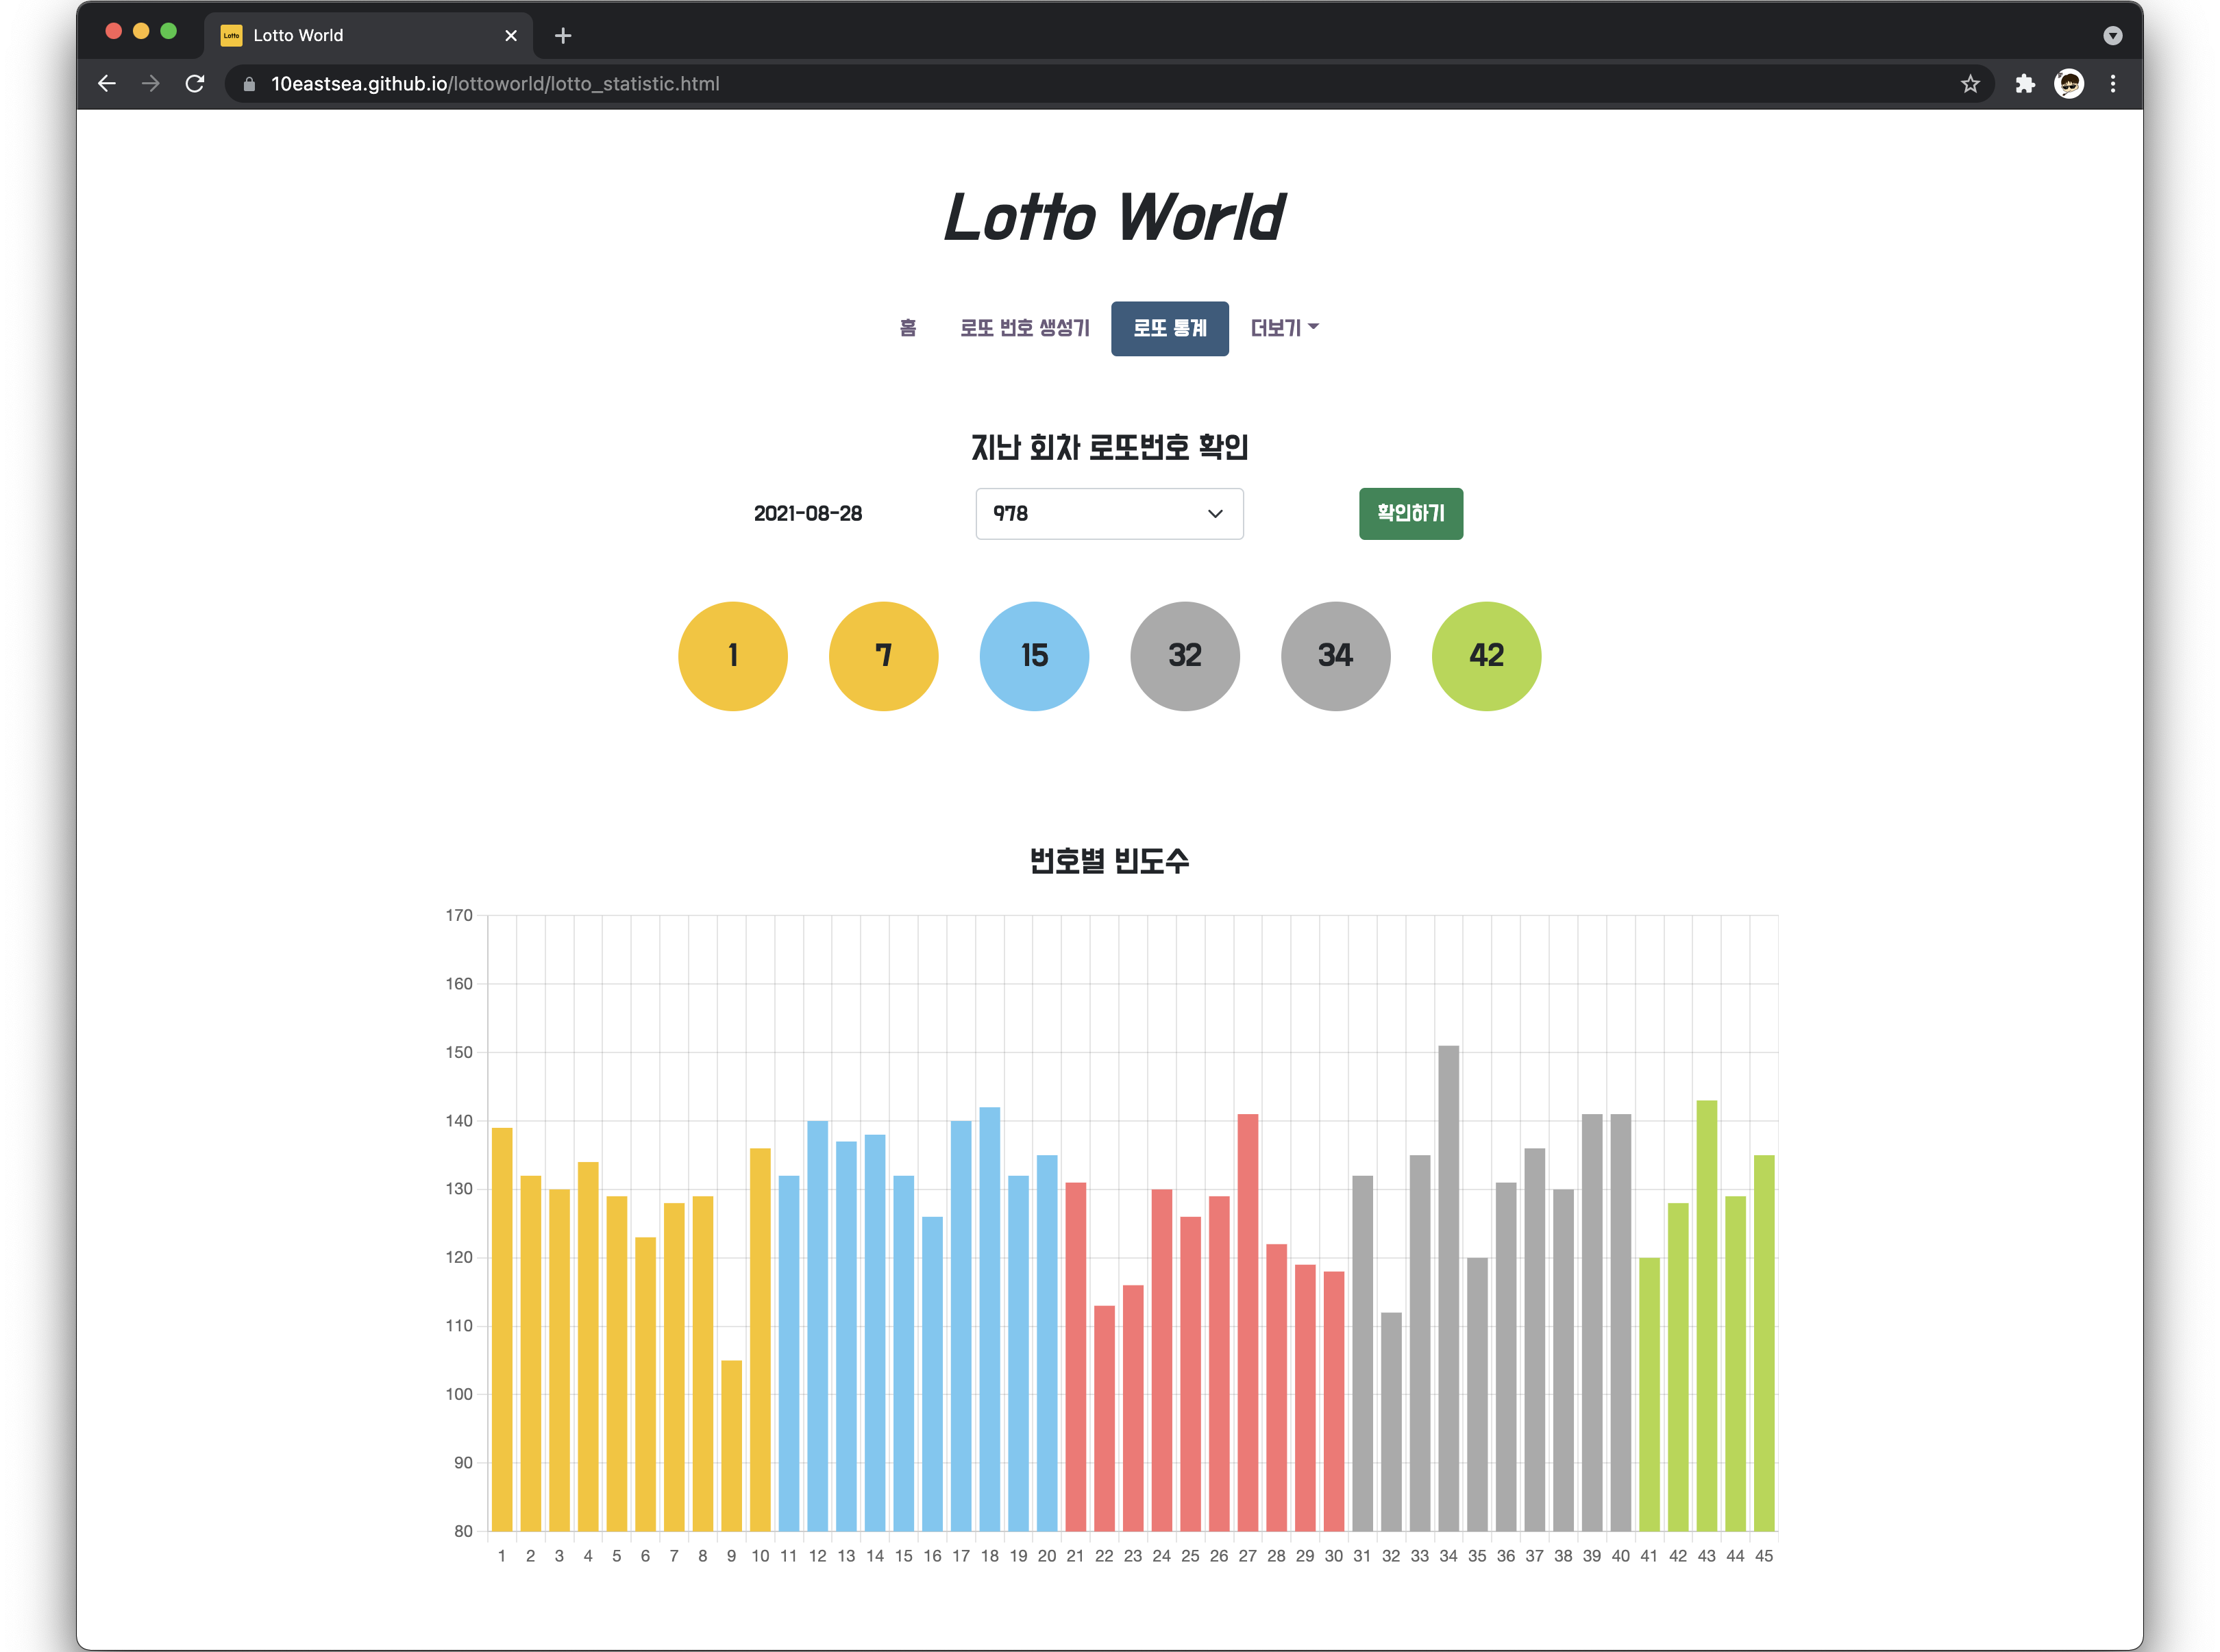 Lotto
Lotto World
10eastsea.github.io/lottoworld/lotto_statistic.html
Lotto World
홈 로또 번호 생성기 로또 통계 더보기
지난 회차 로또번호 확인
2021-08-28 978 확인하기
1 7 15 32 34 42
번호별 빈도수
170
160
150
140
130
120
110
100
90
80
1 2 3 4 5 6 7 8 9 10 11 12 13 14 15 16 17 18 19 20 21 22 23 24 25 26 27 28 29 30 31 32 33 34 35 36 37 38 39 40 41 42 43 44 45